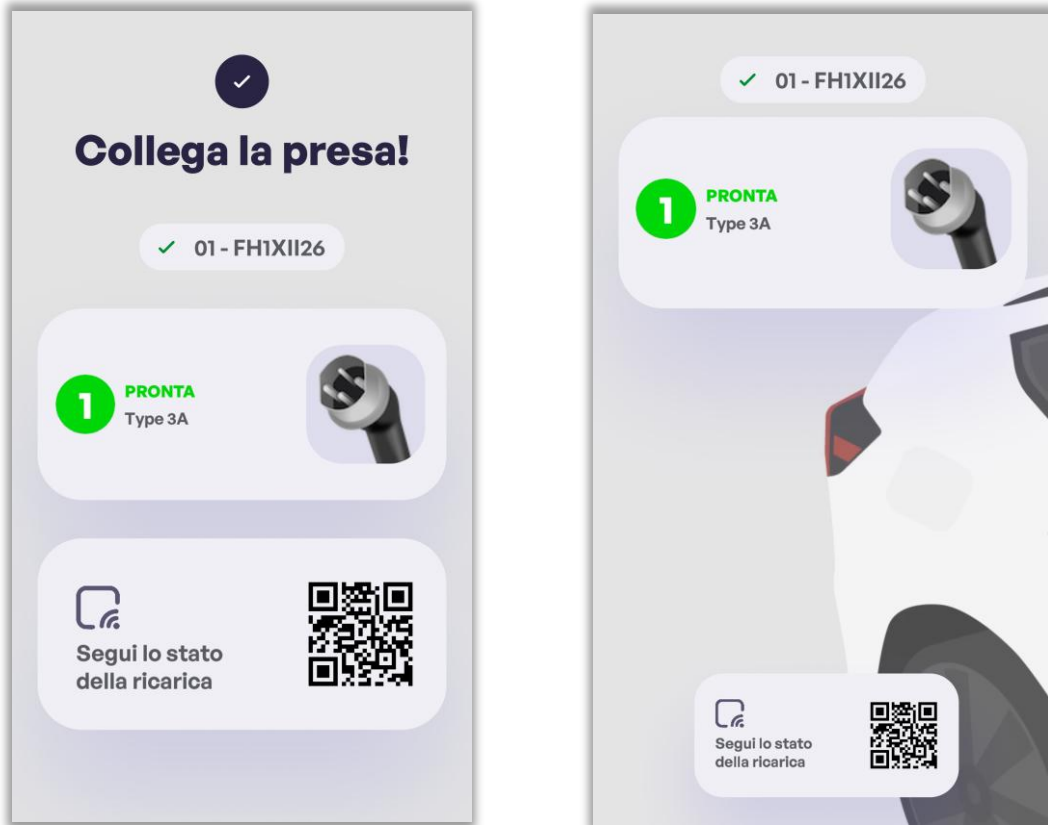 Collega la presa!
01 - FH1XII26
1
PRONTA
Type 3A
Segui lo stato
della ricarica
01 - FH1XII26
1
PRONTA
Type 3A
Segui lo stato
della ricarica